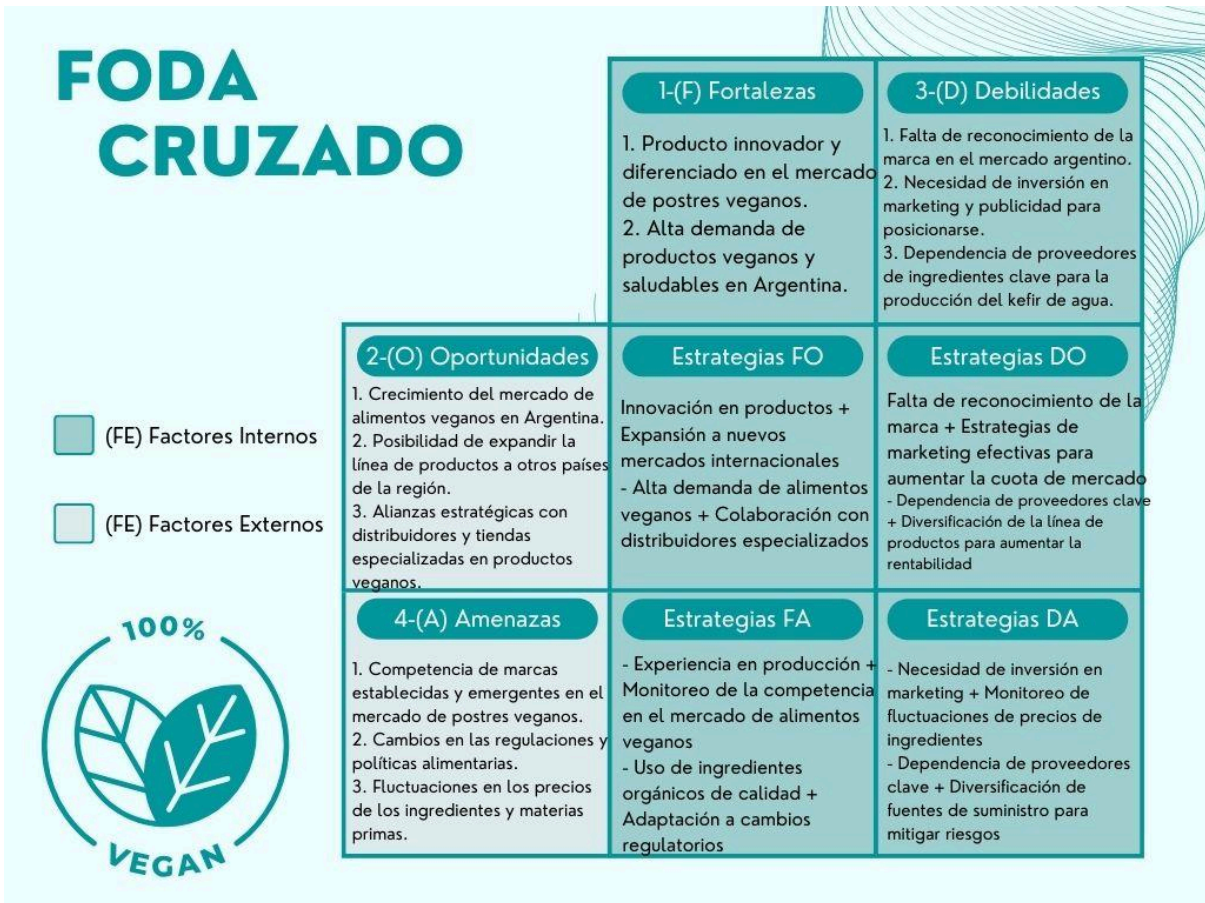 FODA
CRUZADO
1-(F) Fortalezas
1. Producto innovador y
diferenciado en el mercado
de postres veganos.
2. Alta demanda de
productos veganos y
saludables en Argentina.
3-(D) Debilidades
1. Falta de reconocimiento de la
marca en el mercado argentino.
2. Necesidad de inversión en
marketing y publicidad para
posicionarse.
3. Dependencia de proveedores
de ingredientes clave para la
producción del kefir de agua.
(FE) Factores Internos
(FE) Factores Externos
2-(O) Oportunidades
1. Crecimiento del mercado de
alimentos veganos en Argentina.
2. Posibilidad de expandir la
línea de productos a otros países
de la región.
3. Alianzas estratégicas con
distribuidores y tiendas
especializadas en productos
veganos.
Estrategias FO
Innovación en productos +
Expansión a nuevos
mercados internacionales
- Alta demanda de alimentos
veganos + Colaboración con
distribuidores especializados
Estrategias DO
Falta de reconocimiento de la
marca + Estrategias de
marketing efectivas para
aumentar la cuota de mercado
- Dependencia de proveedores clave
+ Diversificación de la línea de
productos para aumentar la
rentabilidad
4-(A) Amenazas
1. Competencia de marcas
establecidas y emergentes en el
mercado de postres veganos.
2. Cambios en las regulaciones y
políticas alimentarias.
3. Fluctuaciones en los precios
de los ingredientes y materias
primas.
Estrategias FA
- Experiencia en producción +
Monitoreo de la competencia
en el mercado de alimentos
veganos
- Uso de ingredientes
orgánicos de calidad +
Adaptación a cambios
regulatorios
Estrategias DA
- Necesidad de inversión en
marketing + Monitoreo de
fluctuaciones de precios de
ingredientes
- Dependencia de proveedores
clave + Diversificación de
fuentes de suministro para
mitigar riesgos
100%
VEGAN